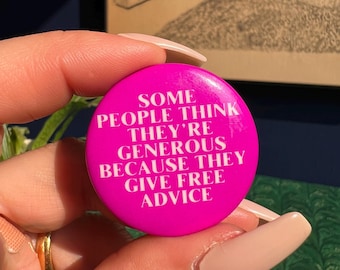 SOME
PEOPLE THINK
THEY'RE
GENEROUS
BECAUSE THEY
GIVE FREE
ADVICE